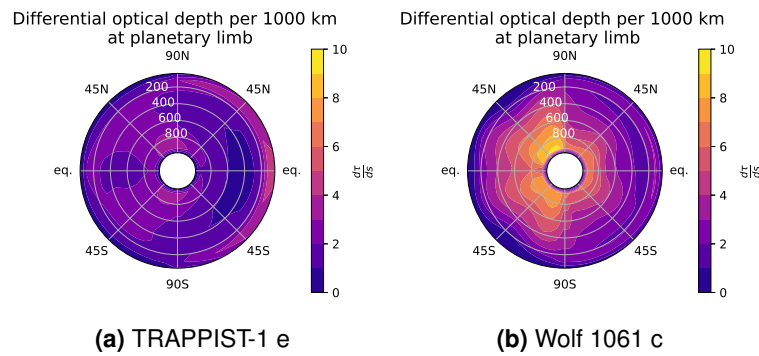 Differential optical depth per 1000 km
at planetary limb
90N
45N
45N
200
400
600
800
eq.
eq.
45S
45S
90S
10
8
6
4
2
0
dτ
ds
(a) TRAPPIST-1 e
Differential optical depth per 1000 km
at planetary limb
90N
45N
45N
200
400
600
800
eq.
eq.
45S
45S
90S
10
8
6
4
2
0
dτ
ds
(b) Wolf 1061 c